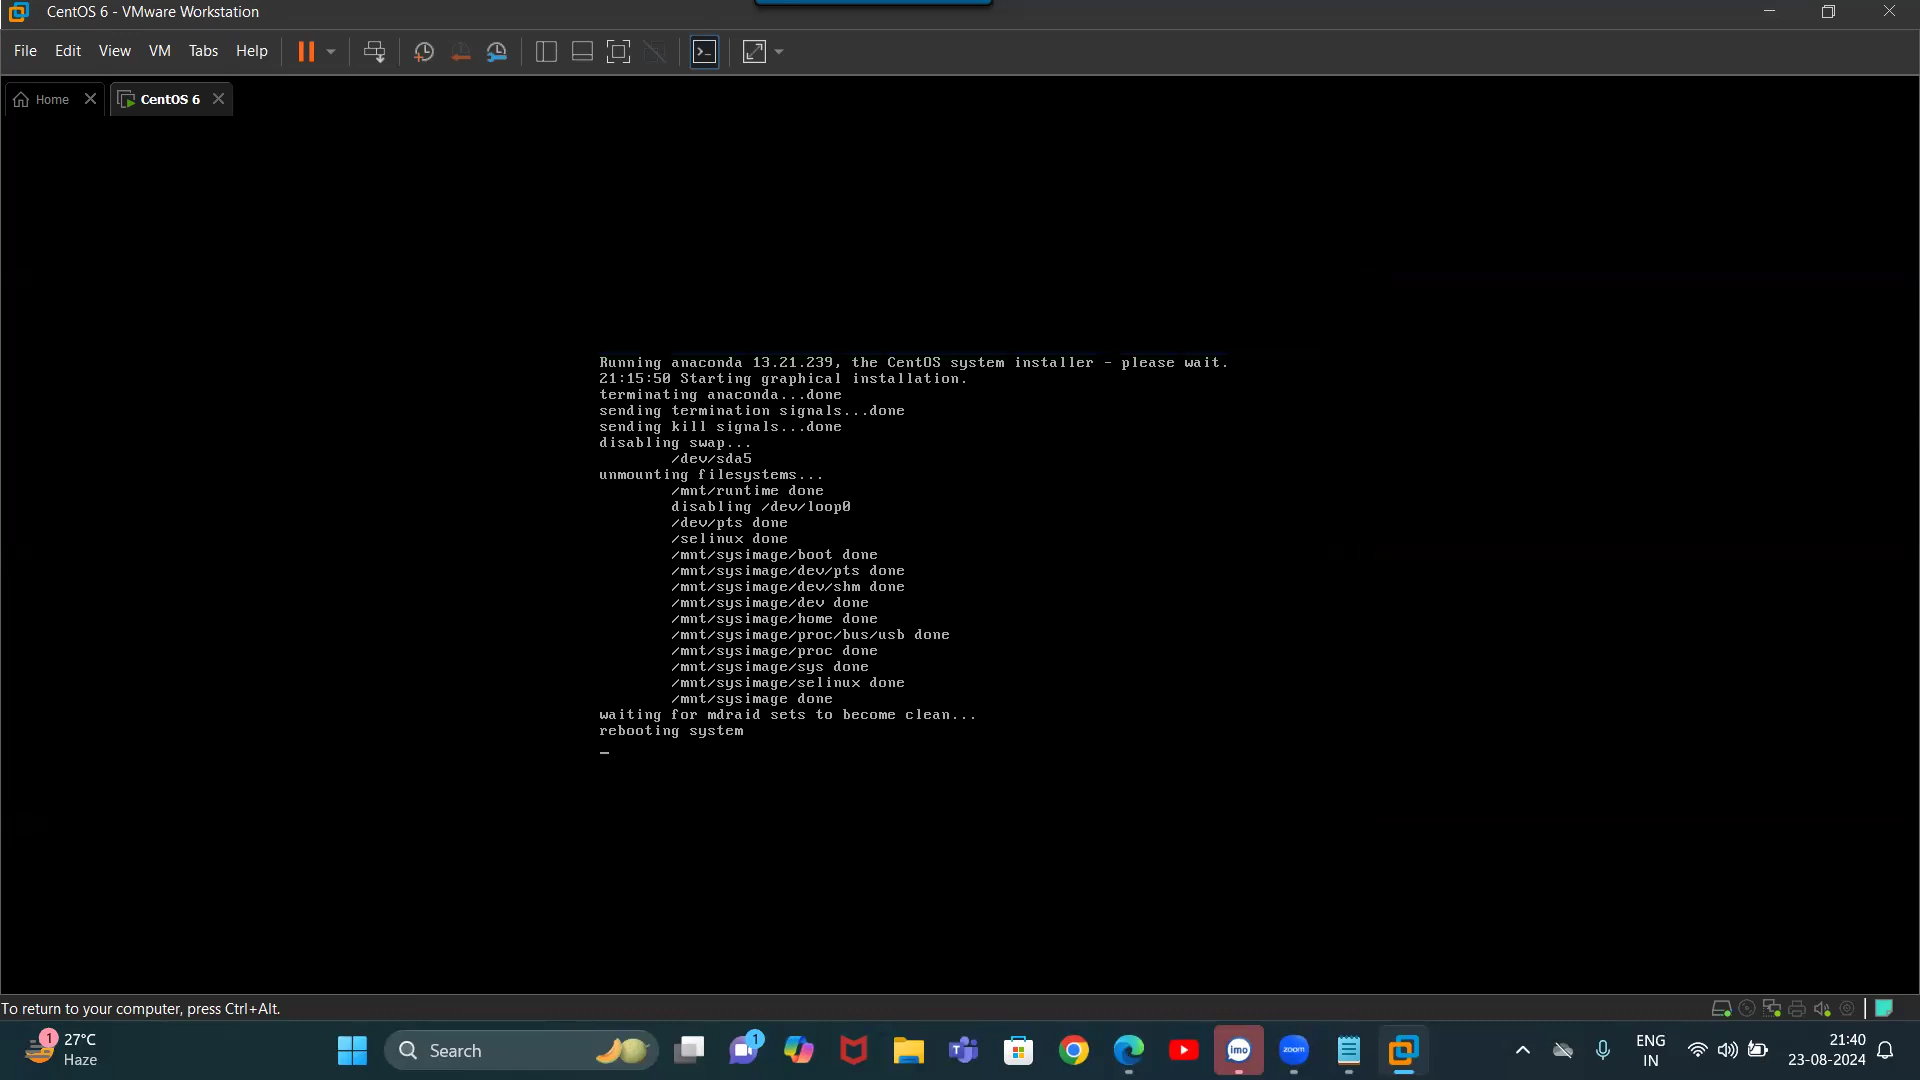 CentOS 6 - VMware Workstation
File Edit View VM Tabs Help
Home CentOS 6
Running anaconda 13.21.239, the CentOS system installer - please wait.
21:15:50 Starting graphical installation.
terminating anaconda...done
sending termination signals...done
sending kill signals...done
disabling swap...
/dev/sda5
unmounting filesystems...
/mnt/runtime done
disabling /dev/loop0
/dev/pts done
/selinux done
/mnt/sysimage/boot done
/mnt/sysimage/dev/pts done
/mnt/sysimage/dev/shm done
/mnt/sysimage/dev done
/mnt/sysimage/home done
/mnt/sysimage/proc/bus/usb done
/mnt/sysimage/proc done
/mnt/sysimage/sys done
/mnt/sysimage/selinux done
/mnt/sysimage done
waiting for mdraid sets to become clean...
rebooting system
_
To return to your computer, press Ctrl+Alt.
1 27°C
Haze
Search
1
imo
zoom
ENG
IN
21:40
23-08-2024